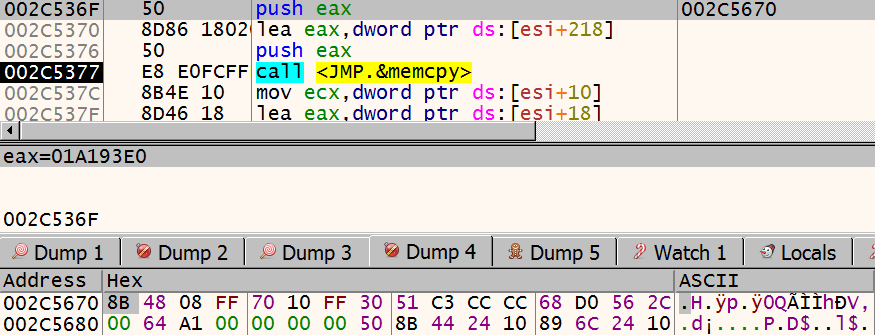 002C536F 50 push eax 002C5670
002C5370 8D86 1802 lea eax,dword ptr ds:[esi+218]
002C5376 50 push eax
002C5377 E8 E0FCFF call <JMP.&memcpy>
002C537C 8B4E 10 mov ecx,dword ptr ds:[esi+10]
002C537F 8D46 18 lea eax,dword ptr ds:[esi+18]
eax=01A193E0
002C536F
Dump 1 Dump 2 Dump 3 Dump 4 Dump 5 Watch 1 Locals
Address Hex ASCII
002C5670 8B 48 08 FF 70 10 FF 30 51 C3 CC CC 68 D0 56 2C .H.ÿp.ÿ0QÃÌÌhÐV,
002C5680 00 64 A1 00 00 00 00 50 8B 44 24 10 89 6C 24 10 .d¡....P.D$..l$.